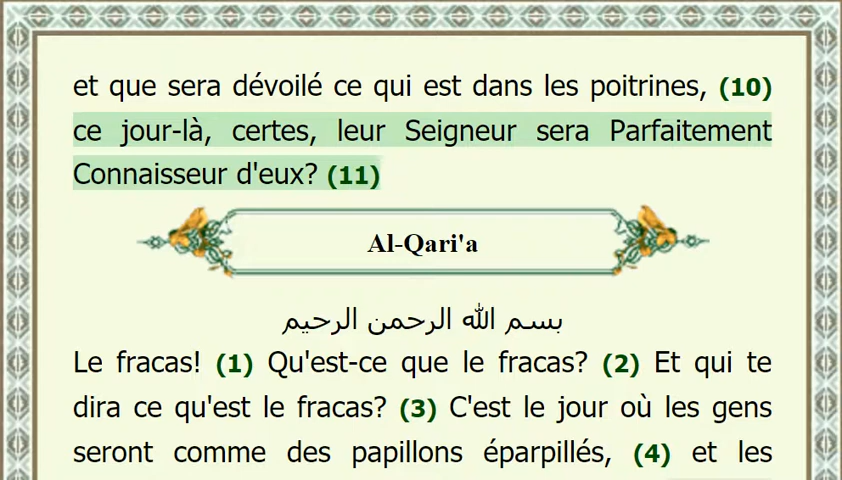 et que sera dévoilé ce qui est dans les poitrines, (10)
ce jour-là, certes, leur Seigneur sera Parfaitement
Connaisseur d'eux? (11)
Al-Qari'a
بسم الله الرحمن الرحيم
Le fracas! (1) Qu'est-ce que le fracas? (2) Et qui te
dira ce qu'est le fracas? (3) C'est le jour où les gens
seront comme des papillons éparpillés, (4) et les